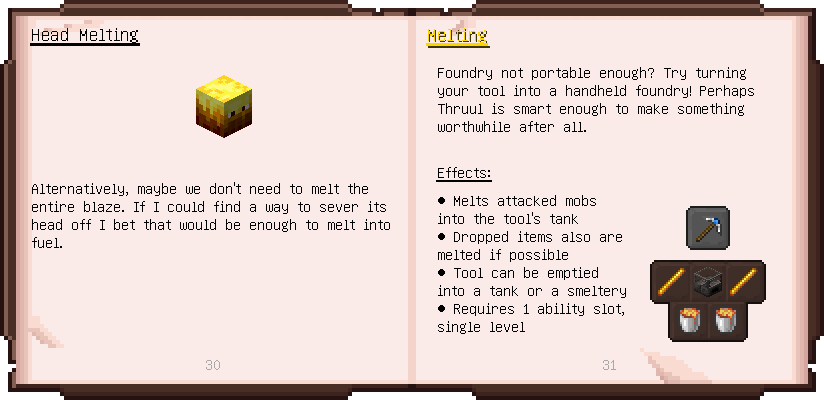 Head Melting
Alternatively, maybe we don't need to melt the
entire blaze. If I could find a way to sever its
head off I bet that would be enough to melt into
fuel.
30
Melting
Foundry not portable enough? Try turning
your tool into a handheld foundry! Perhaps
Thruul is smart enough to make something
worthwhile after all.
Effects:
• Melts attacked mobs
into the tool's tank
• Dropped items also are
melted if possible
• Tool can be emptied
into a tank or a smeltery
• Requires 1 ability slot,
single level
31